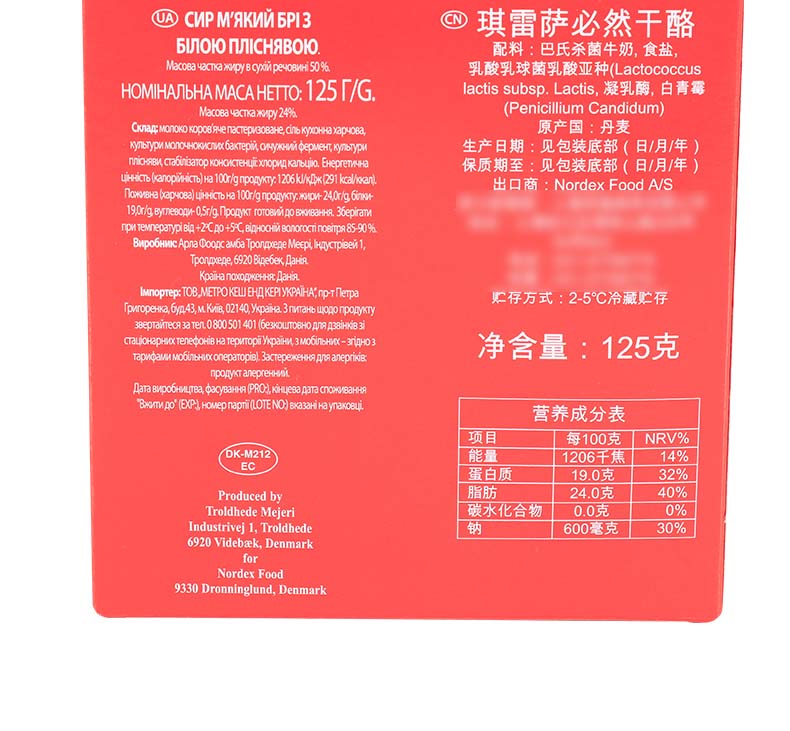 UA СИР М’ЯКИЙ БРІ З
БІЛОЮ ПЛІСНЯВОЮ.
Масова частка жиру в сухій речовині 50 %.
НОМІНАЛЬНА МАСА НЕТТО: 125 Г/G.
Масова частка жиру 24%.
Склад: молоко коров’яче пастеризоване, сіль кухонна харчова,
культури молочнокислих бактерій, сичужний фермент, культури
плісняви, стабілізатор консистенції: хлорид кальцію. Енергетична
цінність (калорійність) на 100г/g продукту: 1206 kJ/кДж (291 kcal/ккал).
Поживна (харчова) цінність на 100г/g продукту: жири- 24,0г/g, білки-
19,0г/g, вуглеводи- 0,5г/g. Продукт готовий до вживання. Зберігати
при температурі від +2ºС до +5ºС, відносній вологості повітря 85-90 %.
Виробник: Арла Фоодс амба Тролдхеде Меєрі, Індустрівей 1,
Тролдхеде, 6920 Відебек, Данія.
Країна походження: Данія.
Імпортер: ТОВ „МЕТРО КЕШ ЕНД КЕРІ УКРАЇНА”, пр-т Петра
Григоренка, буд.43, м. Київ, 02140, Україна. З питань щодо продукту
звертайтеся за тел. 0 800 501 401 (безкоштовно для дзвінків зі
стаціонарних телефонів на території України, з мобільних – згідно з
тарифами мобільних операторів). Застереження для алергіків:
продукт алергенний.
Дата виробництва, фасування (PRO:), кінцева дата споживання
"Вжити до" (EXP:), номер партії (LOTE NO:) вказані на упаковці.
DK-M212
EC
Produced by
Troldhede Mejeri
Industrivej 1, Troldhede
6920 Videbæk, Denmark
for
Nordex Food
9330 Dronninglund, Denmark
CN 琪雷萨必然干酪
配料：巴氏杀菌牛奶, 食盐,
乳酸乳球菌乳酸亚种(Lactococcus
lactis subsp. Lactis, 凝乳酶, 白青霉
(Penicillium Candidum)
原产国：丹麦
生产日期：见包装底部（日/月/年）
保质期至：见包装底部（日/月/年）
出口商：Nordex Food A/S
贮存方式：2-5℃冷藏贮存
净含量：125克
营养成分表
项目 每100克 NRV%
能量 1206千焦 14%
蛋白质 19.0克 32%
脂肪 24.0克 40%
碳水化合物 0.0克 0%
钠 600毫克 30%